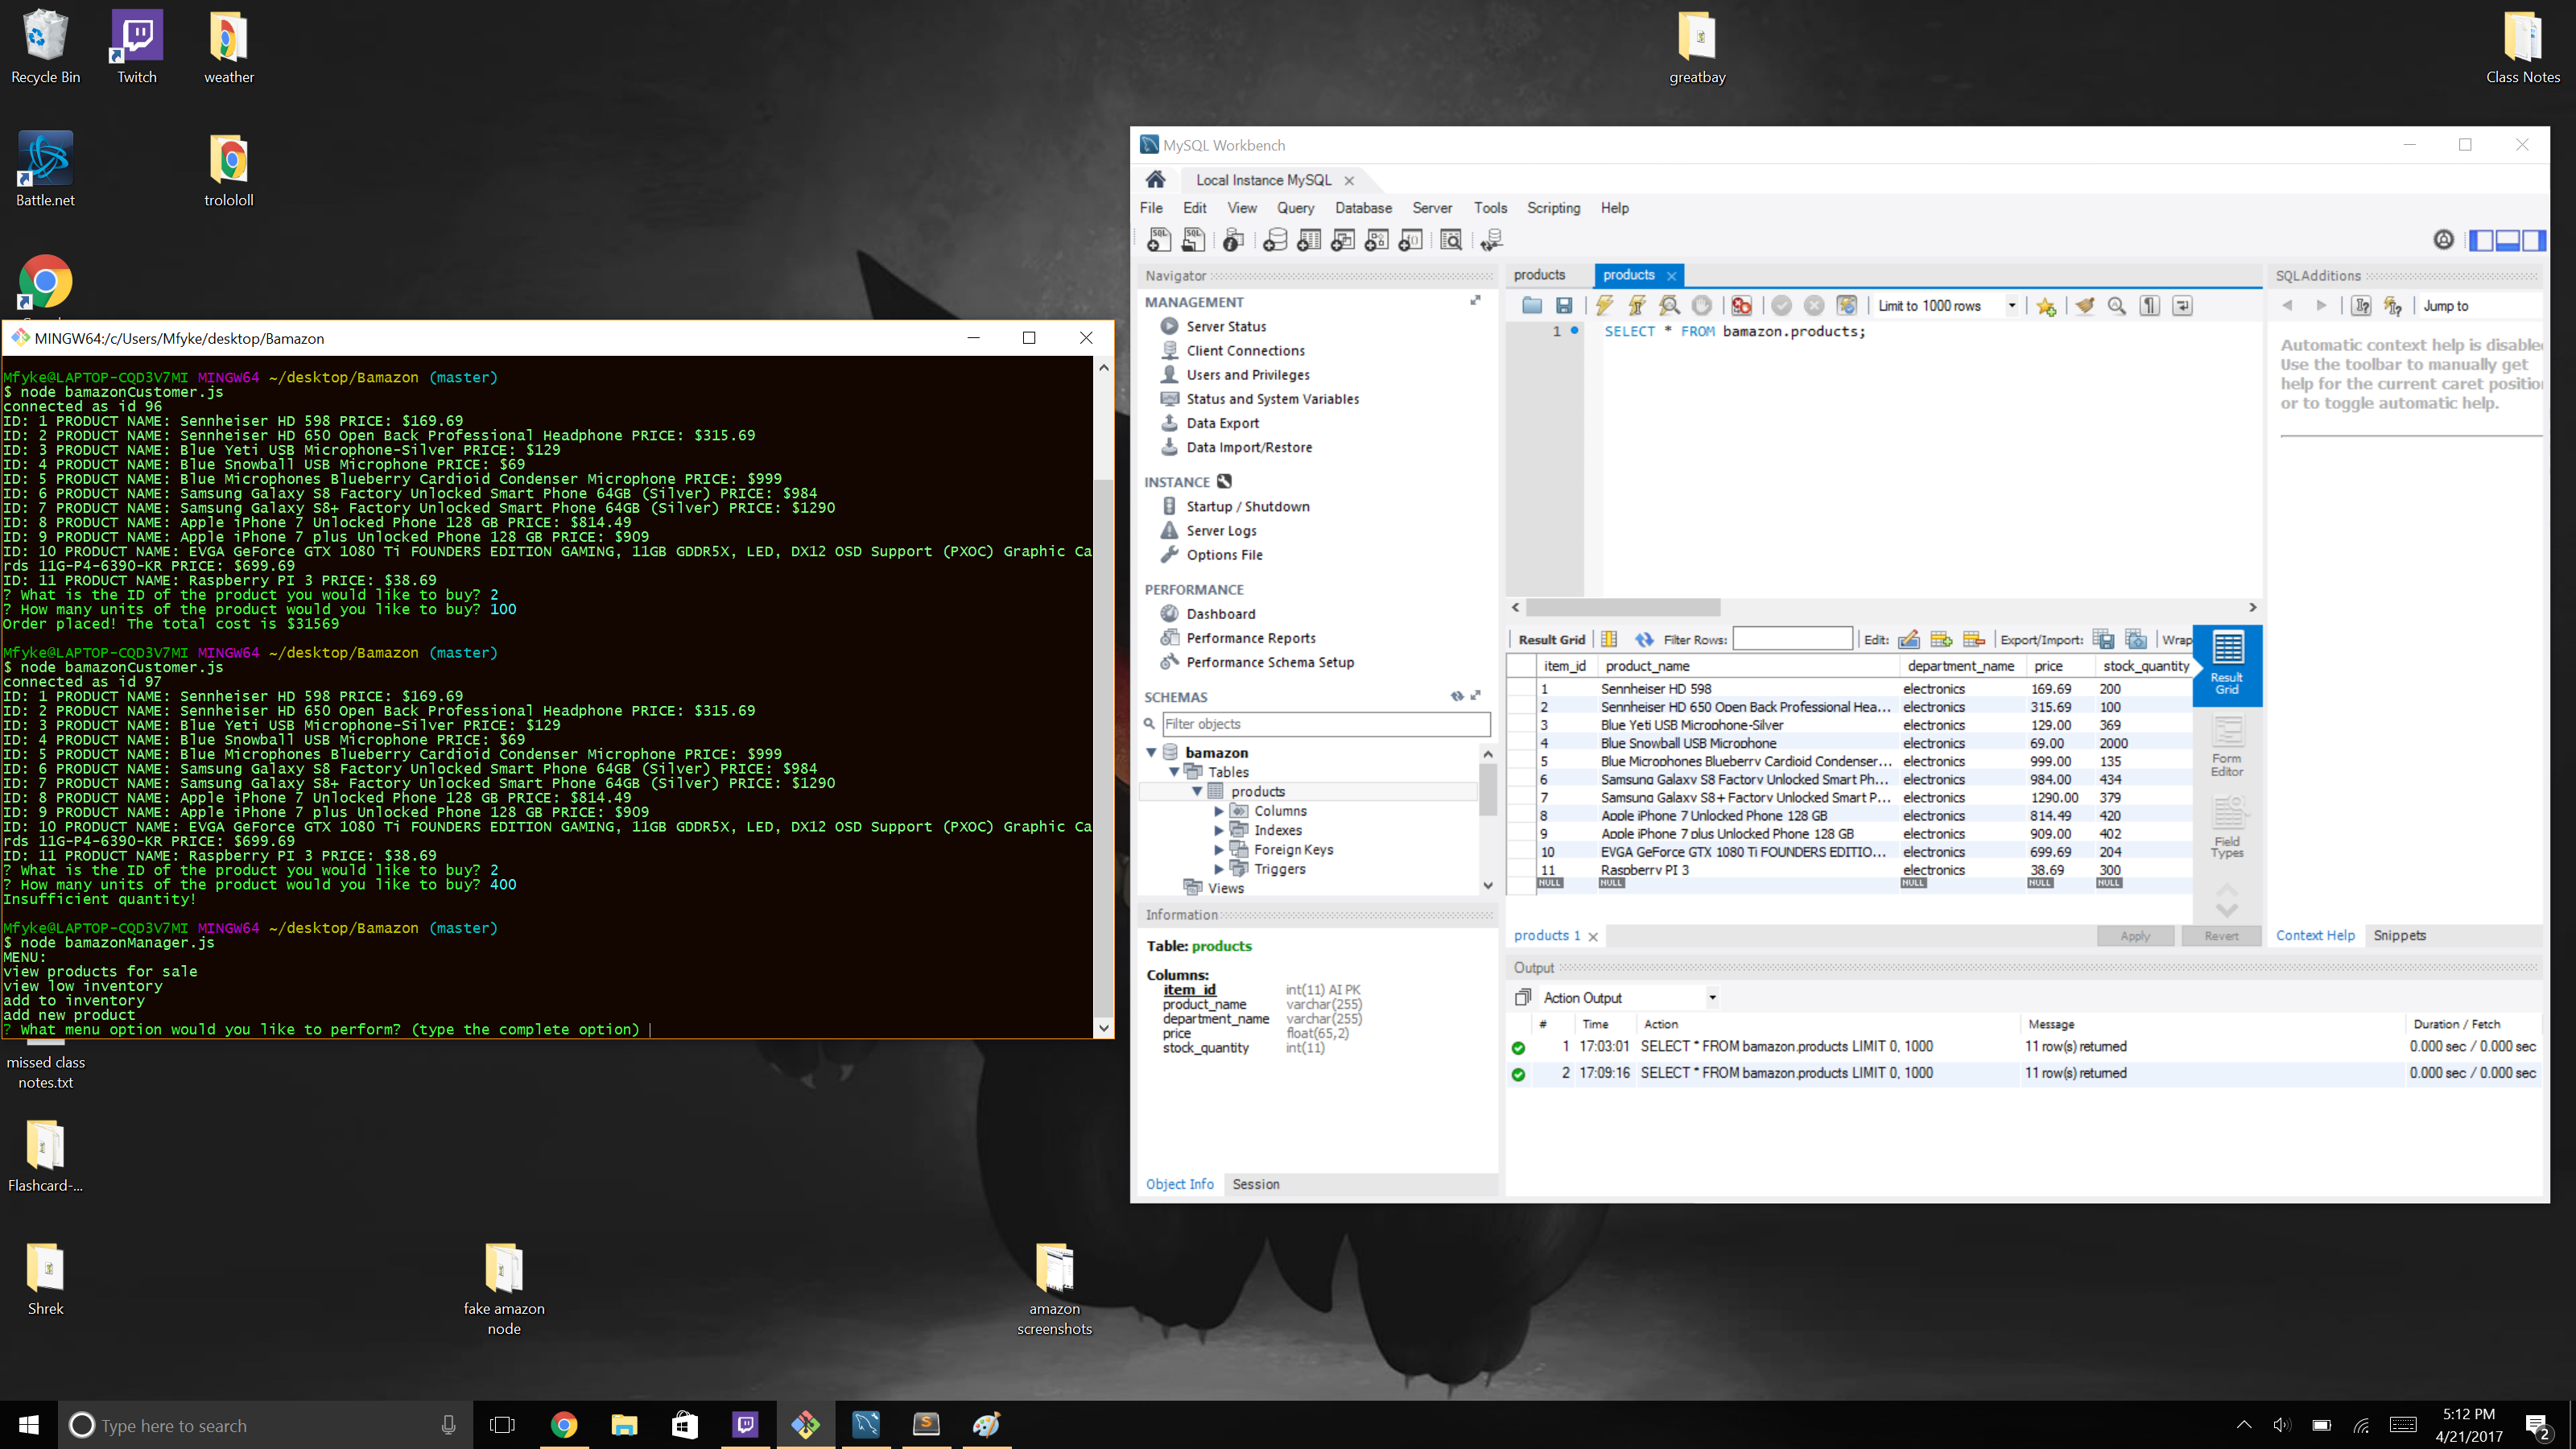 Recycle Bin
Twitch
weather
greatbay
Class Notes
Battle.net
trolololl
MINGW64:/c/Users/Mfyke/desktop/Bamazon
Mfyke@LAPTOP-CQD3V7MI MINGW64 ~/desktop/Bamazon (master)
$ node bamazonCustomer.js
connected as id 96
ID: 1 PRODUCT NAME: Sennheiser HD 598 PRICE: $169.69
ID: 2 PRODUCT NAME: Sennheiser HD 650 Open Back Professional Headphone PRICE: $315.69
ID: 3 PRODUCT NAME: Blue Yeti USB Microphone-Silver PRICE: $129
ID: 4 PRODUCT NAME: Blue Snowball USB Microphone PRICE: $69
ID: 5 PRODUCT NAME: Blue Microphones Blueberry Cardioid Condenser Microphone PRICE: $999
ID: 6 PRODUCT NAME: Samsung Galaxy S8 Factory Unlocked Smart Phone 64GB (Silver) PRICE: $984
ID: 7 PRODUCT NAME: Samsung Galaxy S8+ Factory Unlocked Smart Phone 64GB (Silver) PRICE: $1290
ID: 8 PRODUCT NAME: Apple iPhone 7 Unlocked Phone 128 GB PRICE: $814.49
ID: 9 PRODUCT NAME: Apple iPhone 7 plus Unlocked Phone 128 GB PRICE: $909
ID: 10 PRODUCT NAME: EVGA GeForce GTX 1080 Ti FOUNDERS EDITION GAMING, 11GB GDDR5X, LED, DX12 OSD Support (PXOC) Graphic Ca
rds 11G-P4-6390-KR PRICE: $699.69
ID: 11 PRODUCT NAME: Raspberry PI 3 PRICE: $38.69
? What is the ID of the product you would like to buy? 2
? How many units of the product would you like to buy? 100
Order placed! The total cost is $31569
Mfyke@LAPTOP-CQD3V7MI MINGW64 ~/desktop/Bamazon (master)
$ node bamazonCustomer.js
connected as id 97
ID: 1 PRODUCT NAME: Sennheiser HD 598 PRICE: $169.69
ID: 2 PRODUCT NAME: Sennheiser HD 650 Open Back Professional Headphone PRICE: $315.69
ID: 3 PRODUCT NAME: Blue Yeti USB Microphone-Silver PRICE: $129
ID: 4 PRODUCT NAME: Blue Snowball USB Microphone PRICE: $69
ID: 5 PRODUCT NAME: Blue Microphones Blueberry Cardioid Condenser Microphone PRICE: $999
ID: 6 PRODUCT NAME: Samsung Galaxy S8 Factory Unlocked Smart Phone 64GB (Silver) PRICE: $984
ID: 7 PRODUCT NAME: Samsung Galaxy S8+ Factory Unlocked Smart Phone 64GB (Silver) PRICE: $1290
ID: 8 PRODUCT NAME: Apple iPhone 7 Unlocked Phone 128 GB PRICE: $814.49
ID: 9 PRODUCT NAME: Apple iPhone 7 plus Unlocked Phone 128 GB PRICE: $909
ID: 10 PRODUCT NAME: EVGA GeForce GTX 1080 Ti FOUNDERS EDITION GAMING, 11GB GDDR5X, LED, DX12 OSD Support (PXOC) Graphic Ca
rds 11G-P4-6390-KR PRICE: $699.69
ID: 11 PRODUCT NAME: Raspberry PI 3 PRICE: $38.69
? What is the ID of the product you would like to buy? 2
? How many units of the product would you like to buy? 400
Insufficient quantity!
Mfyke@LAPTOP-CQD3V7MI MINGW64 ~/desktop/Bamazon (master)
$ node bamazonManager.js
MENU:
view products for sale
view low inventory
add to inventory
add new product
? What menu option would you like to perform? (type the complete option)
missed class
notes.txt
Flashcard-...
Shrek
fake amazon
node
amazon
screenshots
MySQL Workbench
Local Instance MySQL
File Edit View Query Database Server Tools Scripting Help
Navigator
MANAGEMENT
Server Status
Client Connections
Users and Privileges
Status and System Variables
Data Export
Data Import/Restore
INSTANCE
Startup / Shutdown
Server Logs
Options File
PERFORMANCE
Dashboard
Performance Reports
Performance Schema Setup
SCHEMAS
Filter objects
bamazon
Tables
products
Columns
Indexes
Foreign Keys
Triggers
Views
Information
Table: products
Columns:
item_id int(11) AI PK
product_name varchar(255)
department_name varchar(255)
price float(65,2)
stock_quantity int(11)
Object Info Session
products products
Limit to 1000 rows
1 SELECT * FROM bamazon.products;
Result Grid Filter Rows: Edit: Export/Import: Wrap
item_id product_name department_name price stock_quantity
1 Sennheiser HD 598 electronics 169.69 200
2 Sennheiser HD 650 Open Back Professional Hea... electronics 315.69 100
3 Blue Yeti USB Microphone-Silver electronics 129.00 369
4 Blue Snowball USB Microphone electronics 69.00 2000
5 Blue Microphones Blueberry Cardioid Condenser... electronics 999.00 135
6 Samsung Galaxy S8 Factory Unlocked Smart Ph... electronics 984.00 434
7 Samsung Galaxy S8+ Factory Unlocked Smart P... electronics 1290.00 379
8 Apple iPhone 7 Unlocked Phone 128 GB electronics 814.49 420
9 Apple iPhone 7 plus Unlocked Phone 128 GB electronics 909.00 402
10 EVGA GeForce GTX 1080 Ti FOUNDERS EDITIO... electronics 699.69 204
11 Raspberry PI 3 electronics 38.69 300
NULL NULL NULL NULL NULL
Result
Grid
Form
Editor
Field
Types
products 1 Apply Revert
SQLAdditions
Jump to
Automatic context help is disabled
Use the toolbar to manually get
help for the current caret position
or to toggle automatic help.
Context Help Snippets
Output
Action Output
# Time Action Message Duration / Fetch
1 17:03:01 SELECT * FROM bamazon.products LIMIT 0, 1000 11 row(s) returned 0.000 sec / 0.000 sec
2 17:09:16 SELECT * FROM bamazon.products LIMIT 0, 1000 11 row(s) returned 0.000 sec / 0.000 sec
Type here to search
5:12 PM
4/21/2017
2